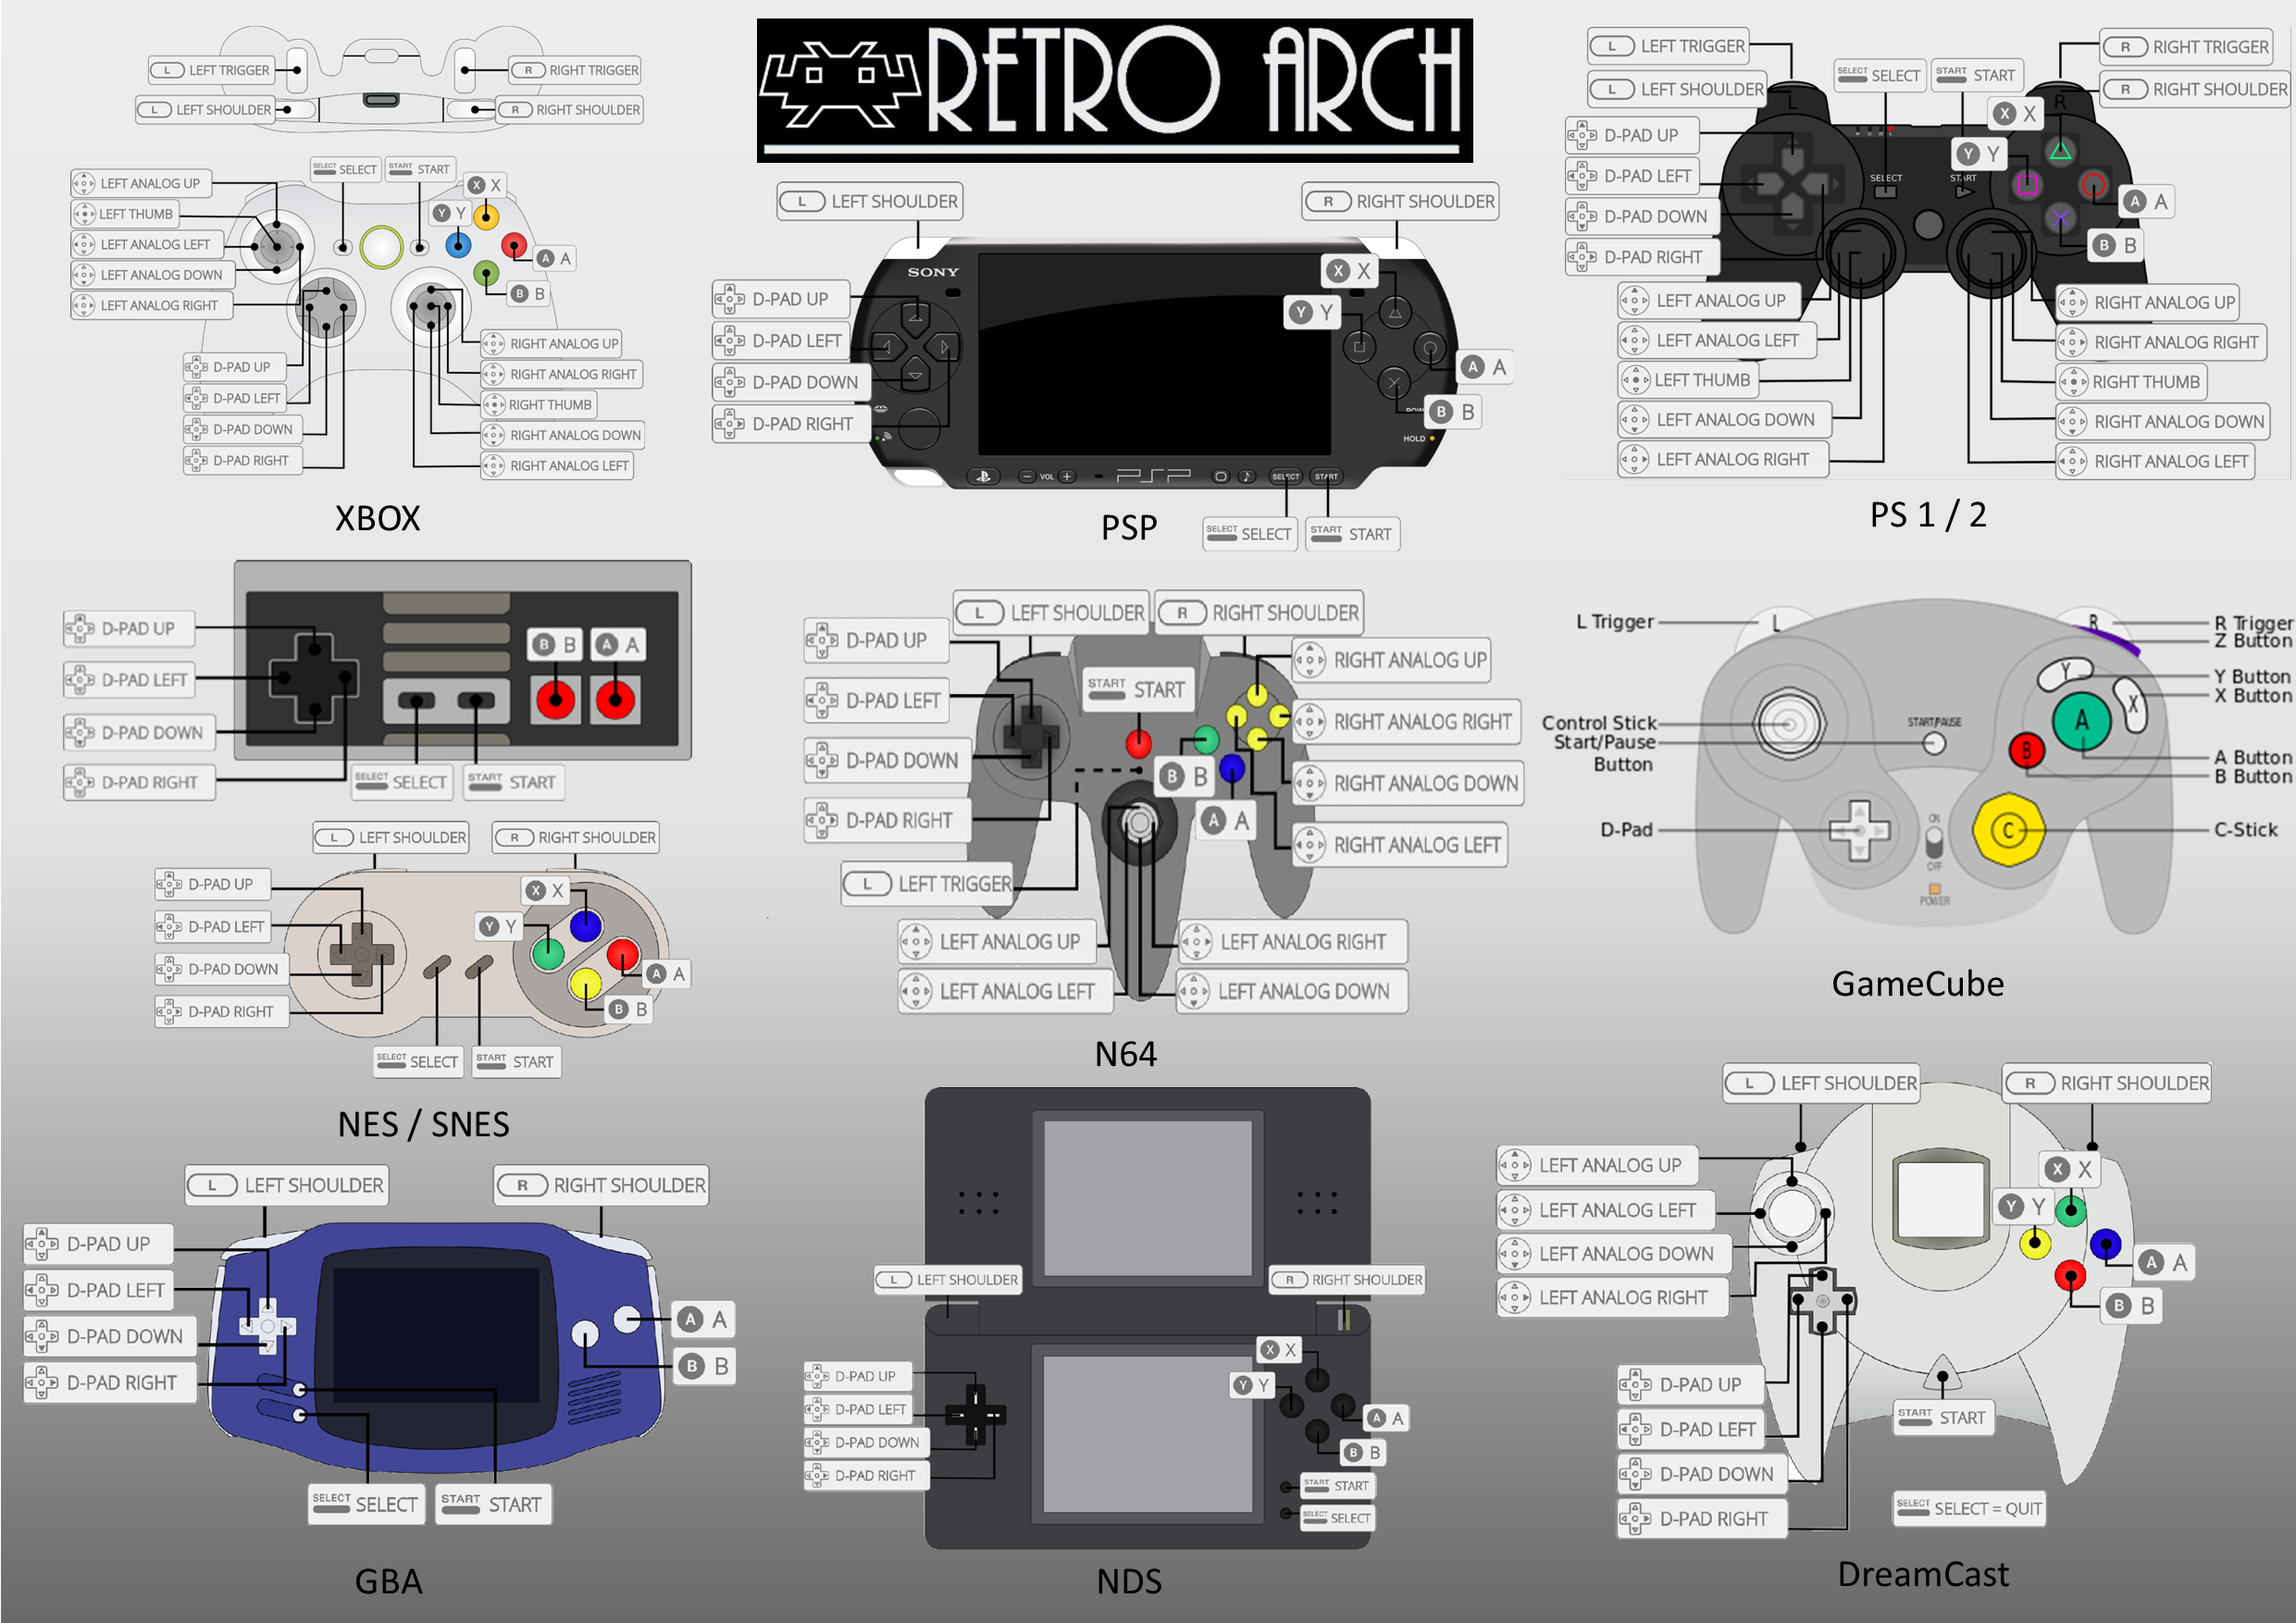 RETRO ARCH
L LEFT TRIGGER
R RIGHT TRIGGER
L LEFT SHOULDER
R RIGHT SHOULDER
SELECT SELECT
START START
LEFT ANALOG UP
LEFT THUMB
LEFT ANALOG LEFT
LEFT ANALOG DOWN
LEFT ANALOG RIGHT
X X
Y Y
A A
B B
D-PAD UP
D-PAD LEFT
D-PAD DOWN
D-PAD RIGHT
RIGHT ANALOG UP
RIGHT ANALOG RIGHT
RIGHT THUMB
RIGHT ANALOG DOWN
RIGHT ANALOG LEFT
XBOX
L LEFT SHOULDER
R RIGHT SHOULDER
SONY
D-PAD UP
D-PAD LEFT
D-PAD DOWN
D-PAD RIGHT
X X
Y Y
A A
B B
POW
HOLD
VOL
PSP
SELECT
START
SELECT SELECT
START START
PSP
L LEFT TRIGGER
R RIGHT TRIGGER
L LEFT SHOULDER
R RIGHT SHOULDER
SELECT SELECT
START START
L
R
D-PAD UP
D-PAD LEFT
D-PAD DOWN
D-PAD RIGHT
X X
Y Y
A A
B B
SELECT
START
LEFT ANALOG UP
LEFT ANALOG LEFT
LEFT THUMB
LEFT ANALOG DOWN
LEFT ANALOG RIGHT
RIGHT ANALOG UP
RIGHT ANALOG RIGHT
RIGHT THUMB
RIGHT ANALOG DOWN
RIGHT ANALOG LEFT
PS 1 / 2
D-PAD UP
D-PAD LEFT
D-PAD DOWN
D-PAD RIGHT
B B
A A
SELECT SELECT
START START
L LEFT SHOULDER
R RIGHT SHOULDER
D-PAD UP
D-PAD LEFT
D-PAD DOWN
D-PAD RIGHT
X X
Y Y
A A
B B
SELECT SELECT
START START
NES / SNES
L LEFT SHOULDER
R RIGHT SHOULDER
D-PAD UP
D-PAD LEFT
D-PAD DOWN
D-PAD RIGHT
START START
RIGHT ANALOG UP
RIGHT ANALOG RIGHT
RIGHT ANALOG DOWN
RIGHT ANALOG LEFT
B B
A A
L LEFT TRIGGER
LEFT ANALOG UP
LEFT ANALOG RIGHT
LEFT ANALOG LEFT
LEFT ANALOG DOWN
N64
L Trigger
L
R
R Trigger
Z Button
Y
Y Button
X
X Button
Control Stick
START/PAUSE
Start/Pause
Button
A
B
A Button
B Button
D-Pad
ON
OFF
POWER
C
C-Stick
GameCube
L LEFT SHOULDER
R RIGHT SHOULDER
D-PAD UP
D-PAD LEFT
D-PAD DOWN
D-PAD RIGHT
A A
B B
SELECT SELECT
START START
GBA
L LEFT SHOULDER
R RIGHT SHOULDER
D-PAD UP
D-PAD LEFT
D-PAD DOWN
D-PAD RIGHT
X X
Y Y
A A
B B
START START
SELECT SELECT
NDS
L LEFT SHOULDER
R RIGHT SHOULDER
LEFT ANALOG UP
LEFT ANALOG LEFT
LEFT ANALOG DOWN
LEFT ANALOG RIGHT
X X
Y Y
A A
B B
D-PAD UP
D-PAD LEFT
D-PAD DOWN
D-PAD RIGHT
START START
SELECT SELECT = QUIT
DreamCast